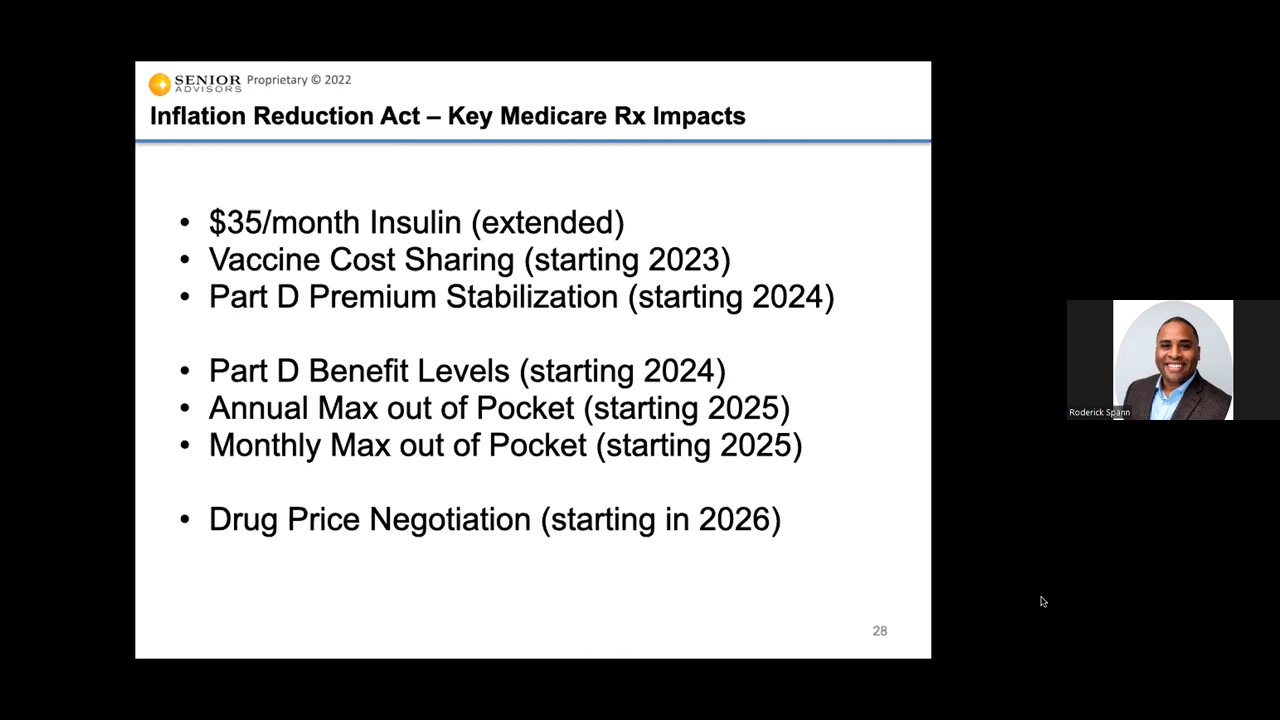 SENIOR
ADVISORS
Proprietary © 2022
Inflation Reduction Act – Key Medicare Rx Impacts
• $35/month Insulin (extended)
• Vaccine Cost Sharing (starting 2023)
• Part D Premium Stabilization (starting 2024)
• Part D Benefit Levels (starting 2024)
• Annual Max out of Pocket (starting 2025)
• Monthly Max out of Pocket (starting 2025)
• Drug Price Negotiation (starting in 2026)
28
Roderick Spann